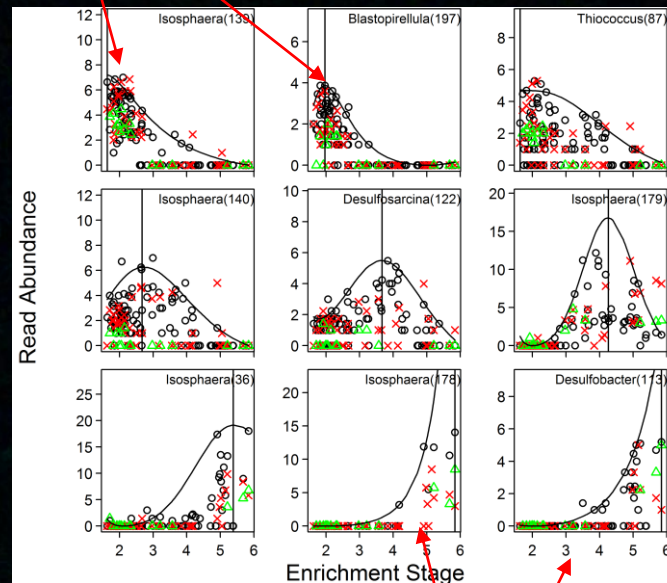 Isosphaera(139)
Blastopirellula(197)
Thiococcus(87)
0 2 4 6 8 10 12
0 2 4 6
0 2 4 6 8
Isosphaera(140)
Desulfosarcina(122)
Isosphaera(179)
0 2 4 6 8 10 12
0 2 4 6 8 10
0 5 10 15 20
Isosphaera(36)
Isosphaera(178)
Desulfobacter(113)
0 5 10 15 20 25
0 5 10 15 20
0 2 4 6 8
2 3 4 5 6
2 3 4 5 6
2 3 4 5 6
Read Abundance
Enrichment Stage